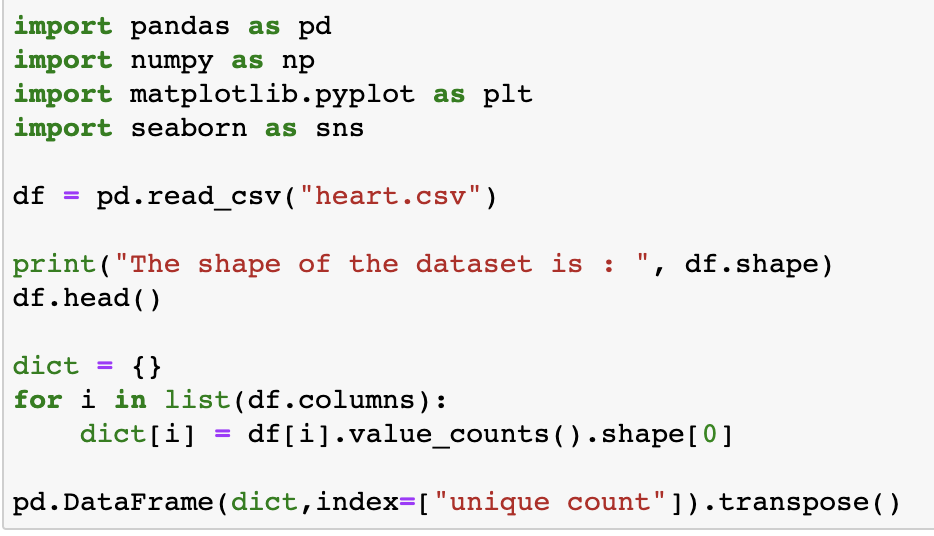 import pandas as pd
import numpy as np
import matplotlib.pyplot as plt
import seaborn as sns
df = pd.read_csv("heart.csv")
print("The shape of the dataset is : ", df.shape)
df.head()
dict = {}
for i in list(df.columns):
    dict[i] = df[i].value_counts().shape[0]
pd.DataFrame(dict,index=["unique count"]).transpose()